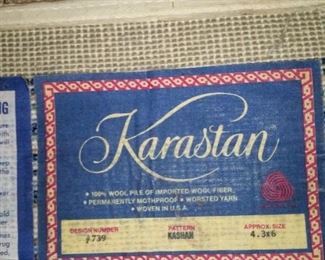 NG
Karastan
• 100% WOOL PILE OF IMPORTED WOOL FIBER.
• PERMANENTLY MOTHPROOF • WORSTED YARN
• WOVEN IN U.S.A.
DESIGN NUMBER PATTERN APPROX. SIZE
739 KASHAN 4.3x6